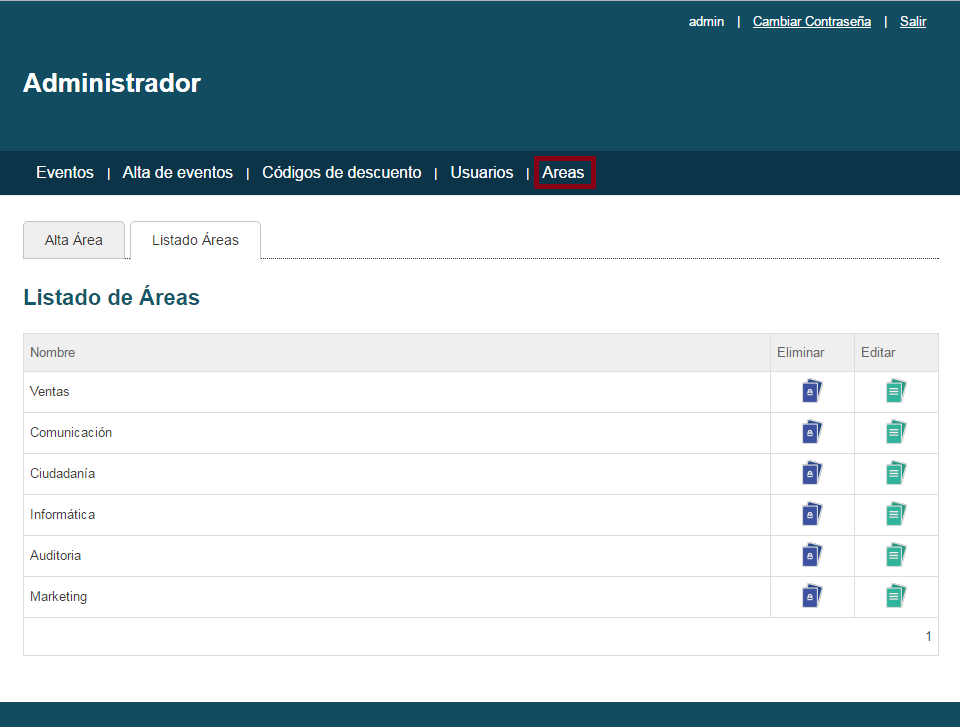 admin | Cambiar Contraseña | Salir
Administrador
Eventos | Alta de eventos | Códigos de descuento | Usuarios | Areas
Alta Área Listado Áreas
Listado de Áreas
Nombre Eliminar Editar
Ventas
Comunicación
Ciudadanía
Informática
Auditoria
Marketing
1